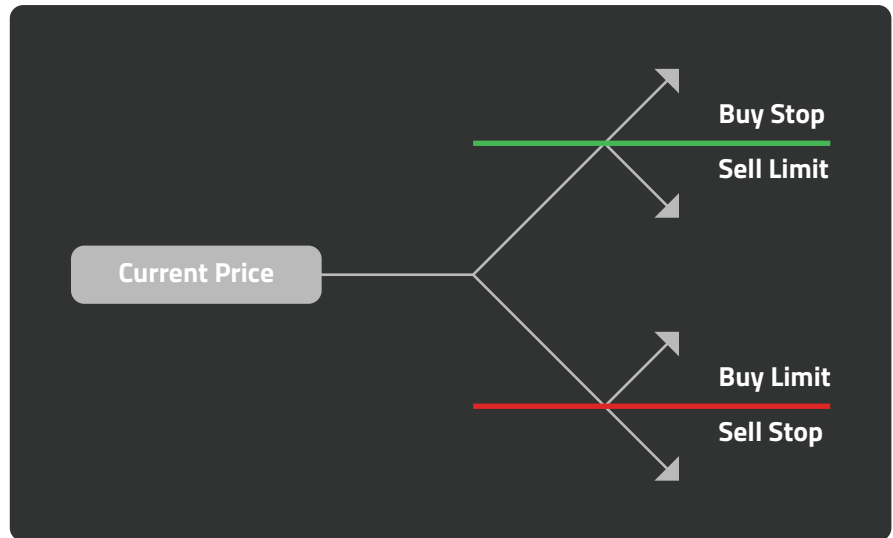 Buy Stop
Sell Limit
Current Price
Buy Limit
Sell Stop